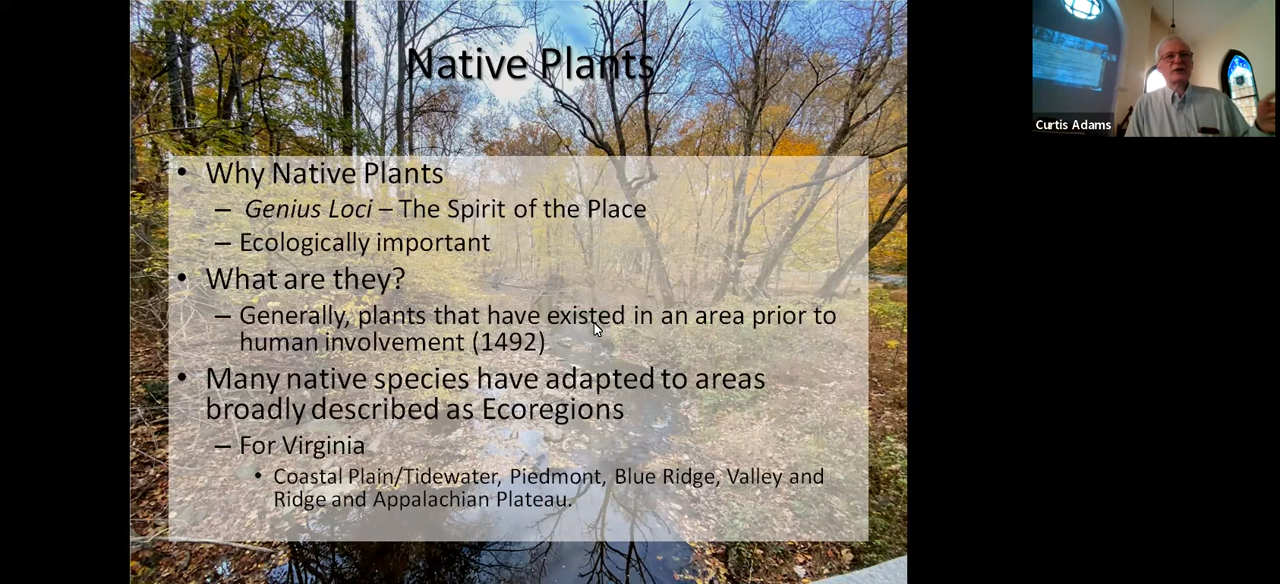 Native Plants
• Why Native Plants
– Genius Loci – The Spirit of the Place
– Ecologically important
• What are they?
– Generally, plants that have existed in an area prior to
human involvement (1492)
• Many native species have adapted to areas
broadly described as Ecoregions
– For Virginia
• Coastal Plain/Tidewater, Piedmont, Blue Ridge, Valley and
Ridge and Appalachian Plateau.
Curtis Adams